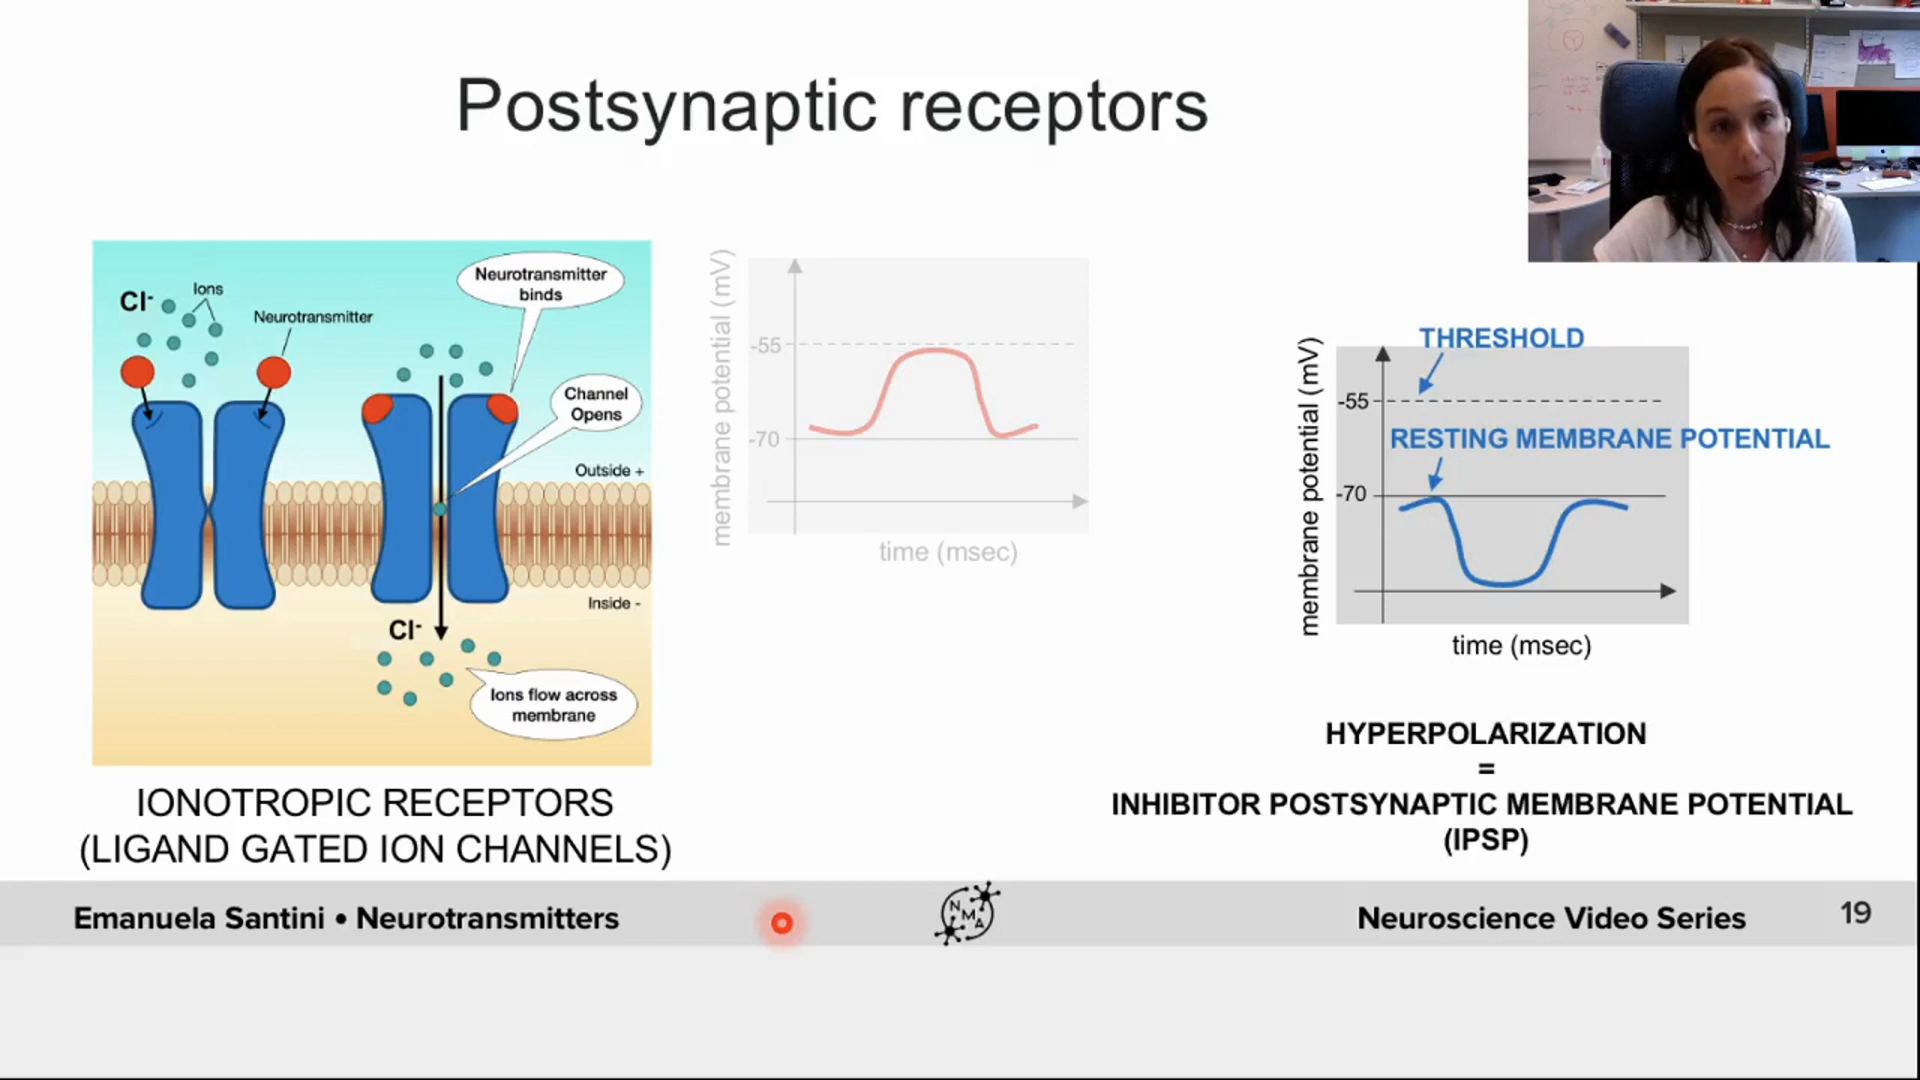 Postsynaptic receptors
Cl-
Ions
Neurotransmitter
Neurotransmitter
binds
Channel
Opens
Outside +
Inside -
Cl-
Ions flow across
membrane
IONOTROPIC RECEPTORS
(LIGAND GATED ION CHANNELS)
membrane potential (mV)
-55
-70
time (msec)
THRESHOLD
membrane potential (mV)
-55
RESTING MEMBRANE POTENTIAL
-70
time (msec)
HYPERPOLARIZATION
=
INHIBITOR POSTSYNAPTIC MEMBRANE POTENTIAL
(IPSP)
Emanuela Santini • Neurotransmitters
NMA
Neuroscience Video Series
19